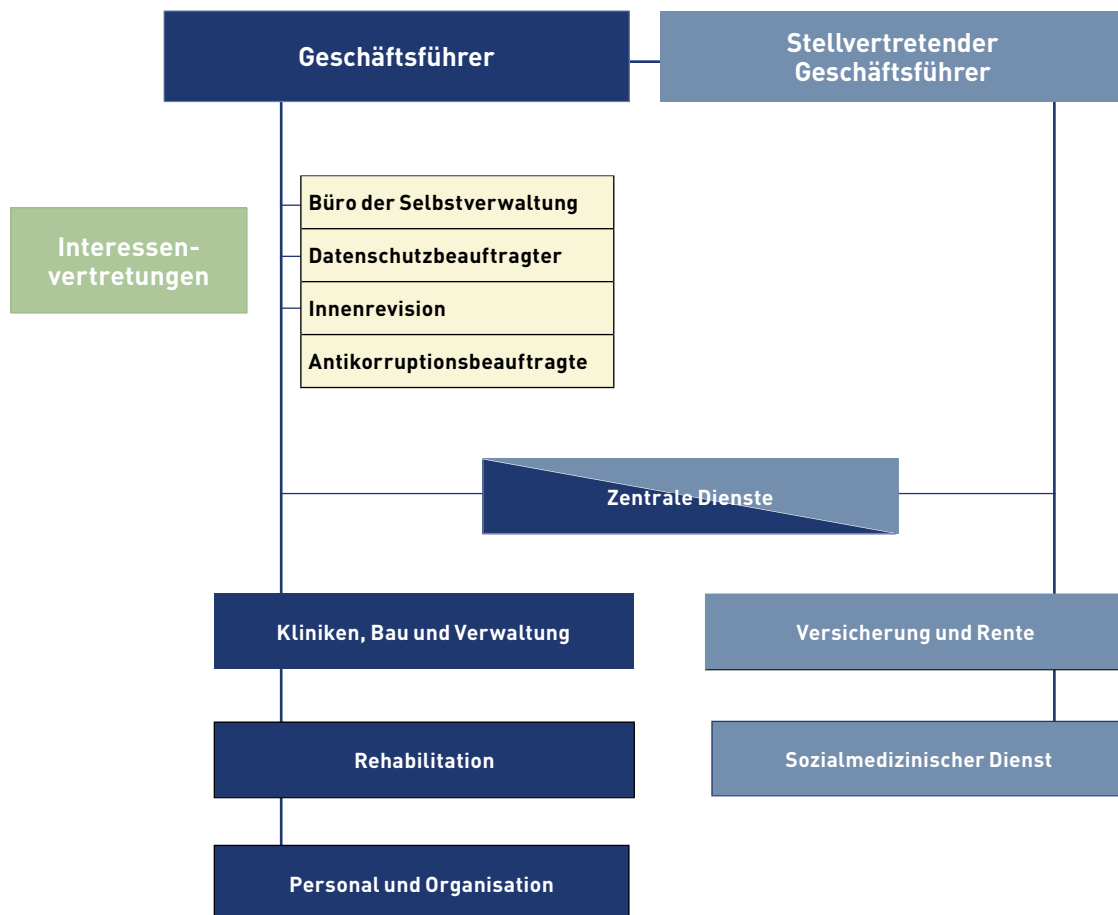 Geschäftsführer
Stellvertretender
Geschäftsführer
Büro der Selbstverwaltung
Interessen-
vertretungen
Datenschutzbeauftragter
Innenrevision
Antikorruptionsbeauftragte
Zentrale Dienste
Kliniken, Bau und Verwaltung
Versicherung und Rente
Rehabilitation
Sozialmedizinischer Dienst
Personal und Organisation